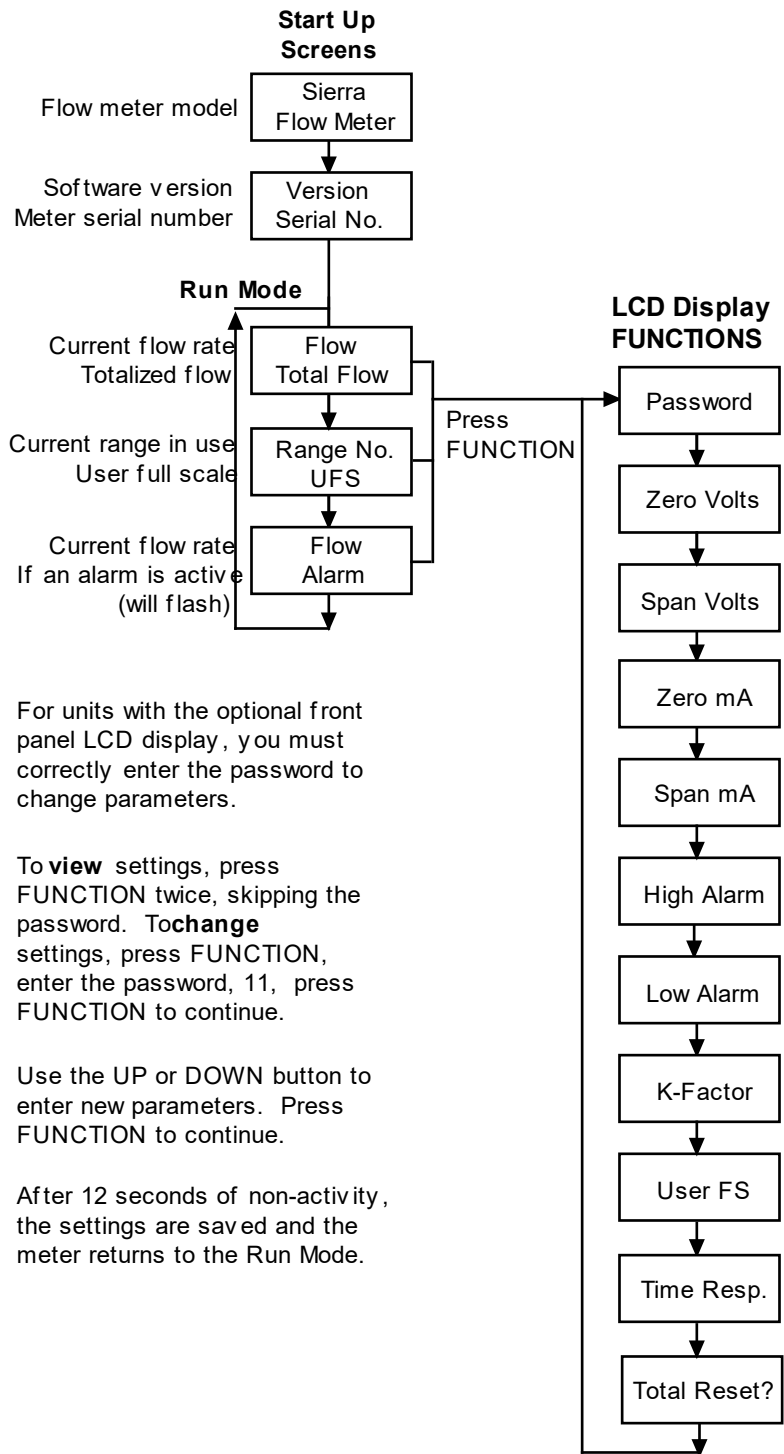 Start Up
Screens
Flow meter model
Sierra
Flow Meter
Software version
Meter serial number
Version
Serial No.
Run Mode
Current flow rate
Totalized flow
Flow
Total Flow
Current range in use
User full scale
Range No.
UFS
Current flow rate
If an alarm is active
(will flash)
Flow
Alarm
Press
FUNCTION
LCD Display
FUNCTIONS
Password
Zero Volts
Span Volts
Zero mA
Span mA
High Alarm
Low Alarm
K-Factor
User FS
Time Resp.
Total Reset?
For units with the optional front
panel LCD display, you must
correctly enter the password to
change parameters.
To view settings, press
FUNCTION twice, skipping the
password. Tochange
settings, press FUNCTION,
enter the password, 11, press
FUNCTION to continue.
Use the UP or DOWN button to
enter new parameters. Press
FUNCTION to continue.
After 12 seconds of non-activity,
the settings are saved and the
meter returns to the Run Mode.